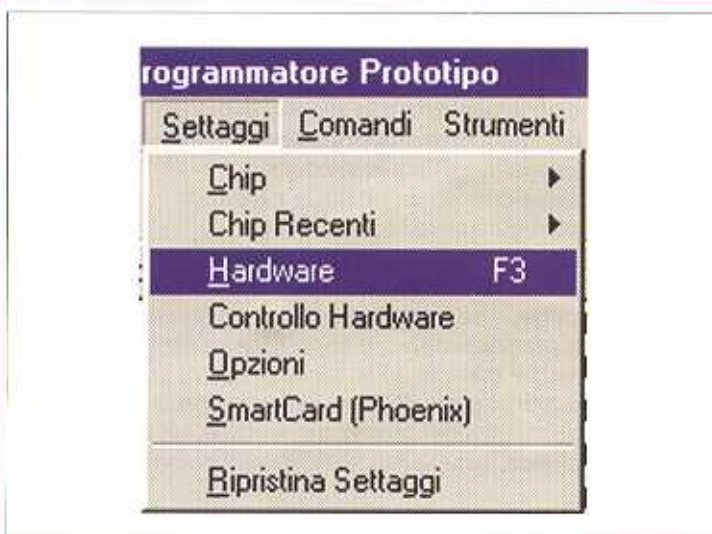 rogrammatore Prototipo
Settaggi Comandi Strumenti
Chip
Chip Recenti
Hardware F3
Controllo Hardware
Opzioni
SmartCard (Phoenix)
Ripristina Settaggi